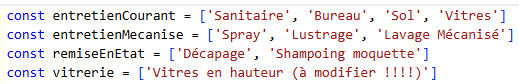 const entretienCourant = ['Sanitaire', 'Bureau', 'Sol', 'Vitres']
const entretienMecanise = ['Spray', 'Lustrage', 'Lavage Mécanisé']
const remiseEnEtat = ['Décapage', 'Shampoing moquette']
const vitrerie = ['Vitres en hauteur (à modifier !!!!)']